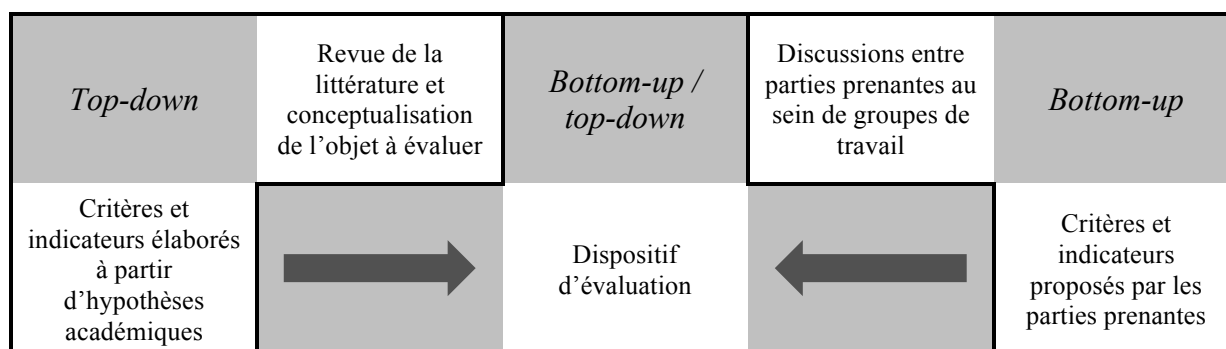 Top-down
Revue de la
littérature et
conceptualisation
de l’objet à évaluer
Bottom-up /
top-down
Discussions entre
parties prenantes au
sein de groupes de
travail
Bottom-up
Critères et
indicateurs élaborés
à partir
d’hypothèses
académiques
Dispositif
d’évaluation
Critères et
indicateurs
proposés par les
parties prenantes